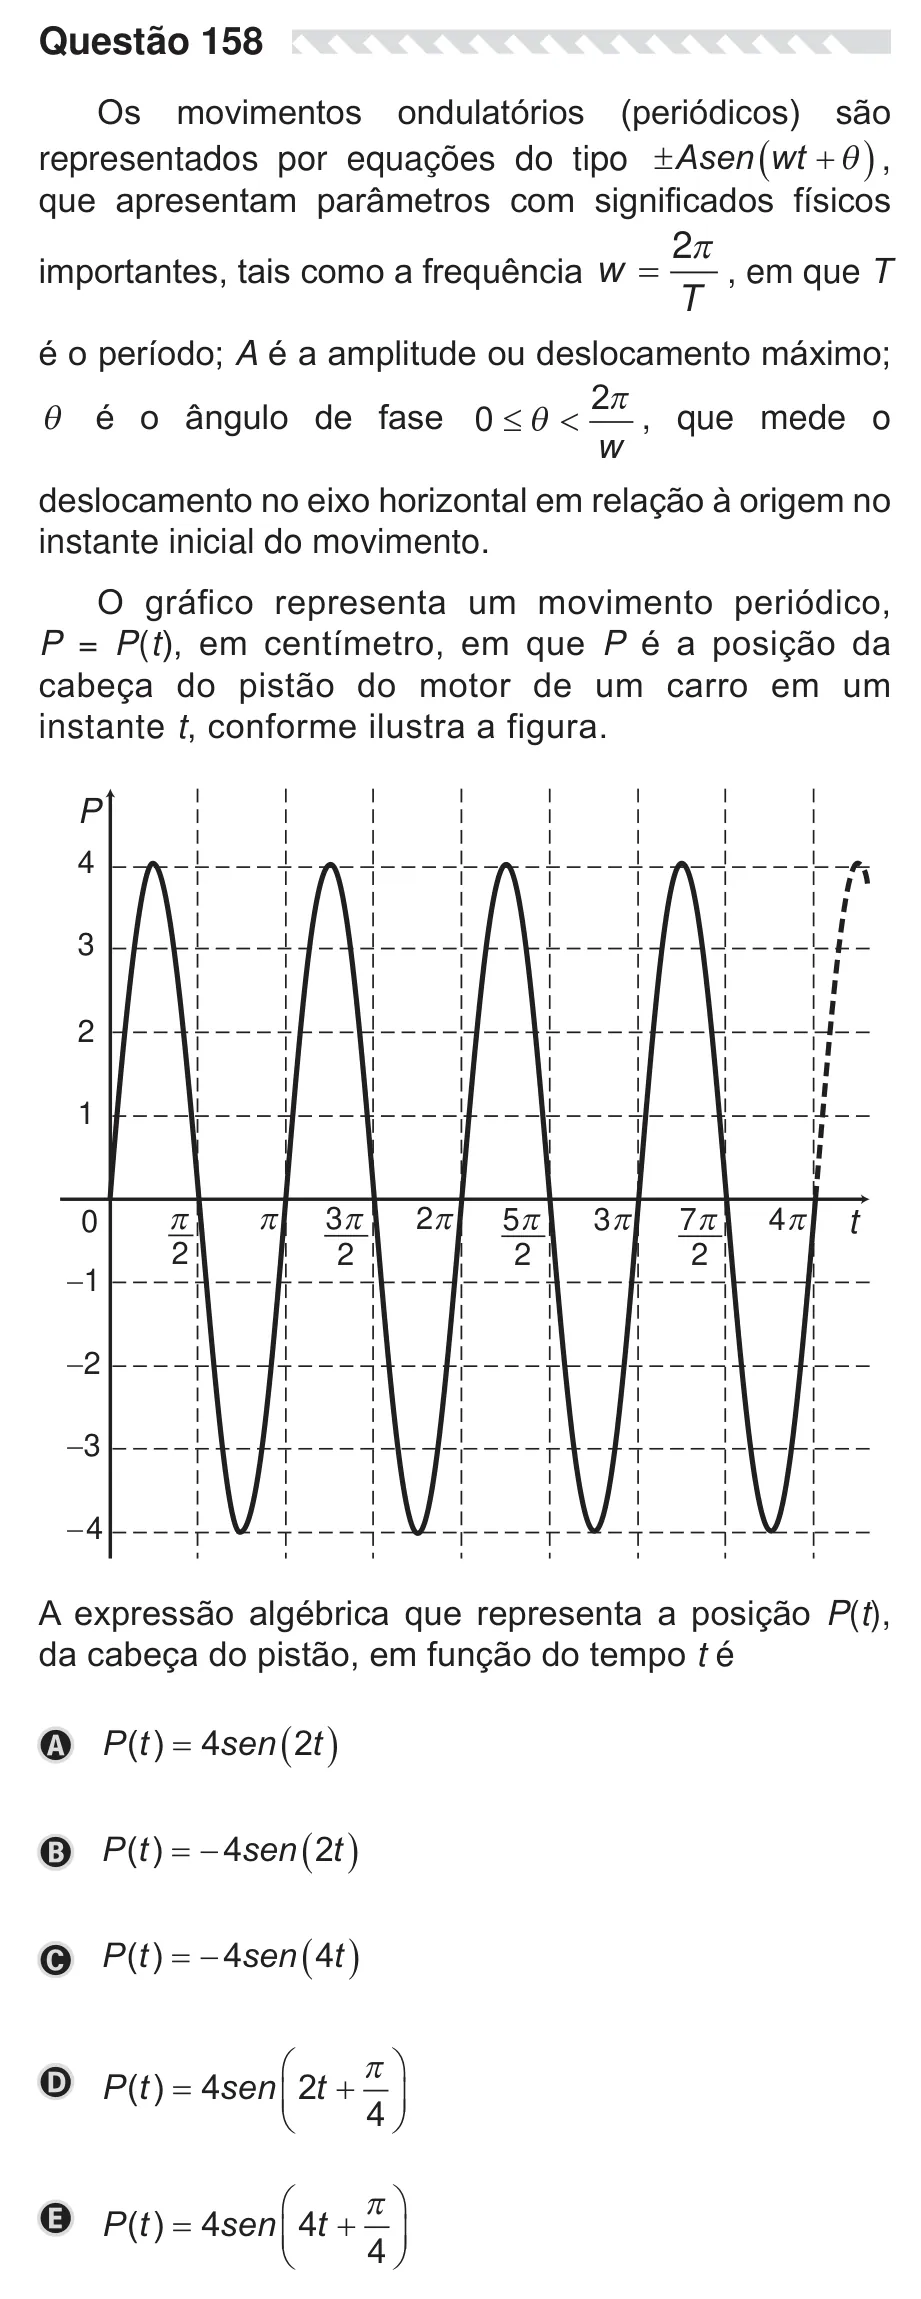 Questão 158
Os movimentos ondulatórios (periódicos) são
representados por equações do tipo ±Asen(wt + θ),
que apresentam parâmetros com significados físicos
importantes, tais como a frequência w = 2π/T, em que T
é o período; A é a amplitude ou deslocamento máximo;
θ é o ângulo de fase 0 ≤ θ < 2π/w, que mede o
deslocamento no eixo horizontal em relação à origem no
instante inicial do movimento.
O gráfico representa um movimento periódico,
P = P(t), em centímetro, em que P é a posição da
cabeça do pistão do motor de um carro em um
instante t, conforme ilustra a figura.
P
4
3
2
1
0 π/2 π 3π/2 2π 5π/2 3π 7π/2 4π t
–1
–2
–3
–4
A expressão algébrica que representa a posição P(t),
da cabeça do pistão, em função do tempo t é
A P(t) = 4sen(2t)
B P(t) = –4sen(2t)
C P(t) = –4sen(4t)
D P(t) = 4sen(2t + π/4)
E P(t) = 4sen(4t + π/4)